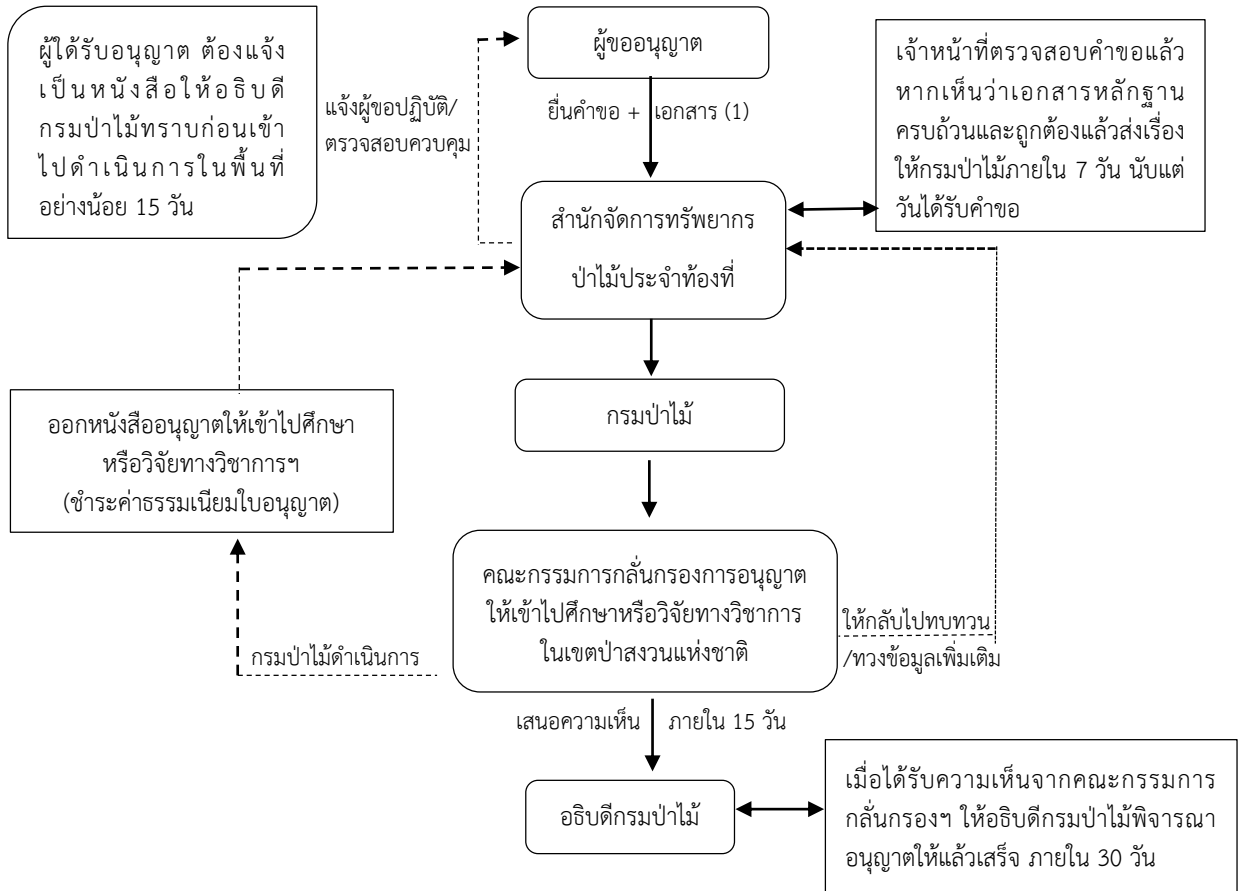 ผู้ได้รับอนุญาต ต้องแจ้ง
เป็นหนังสือให้อธิบดี
กรมป่าไม้ทราบก่อนเข้า
ไปดำเนินการในพื้นที่
อย่างน้อย 15 วัน
แจ้งผู้ขอปฏิบัติ/
ตรวจสอบควบคุม
ผู้ขออนุญาต
ยื่นคำขอ + เอกสาร (1)
เจ้าหน้าที่ตรวจสอบคำขอแล้ว
หากเห็นว่าเอกสารหลักฐาน
ครบถ้วนและถูกต้องแล้วส่งเรื่อง
ให้กรมป่าไม้ภายใน 7 วัน นับแต่
วันได้รับคำขอ
สำนักจัดการทรัพยากร
ป่าไม้ประจำท้องที่
กรมป่าไม้
ออกหนังสืออนุญาตให้เข้าไปศึกษา
หรือวิจัยทางวิชาการฯ
(ชำระค่าธรรมเนียมใบอนุญาต)
กรมป่าไม้ดำเนินการ
คณะกรรมการกลั่นกรองการอนุญาต
ให้เข้าไปศึกษาหรือวิจัยทางวิชาการ
ในเขตป่าสงวนแห่งชาติ
ให้กลับไปทบทวน
/ทวงข้อมูลเพิ่มเติม
เสนอความเห็น ภายใน 15 วัน
อธิบดีกรมป่าไม้
เมื่อได้รับความเห็นจากคณะกรรมการ
กลั่นกรองฯ ให้อธิบดีกรมป่าไม้พิจารณา
อนุญาตให้แล้วเสร็จ ภายใน 30 วัน